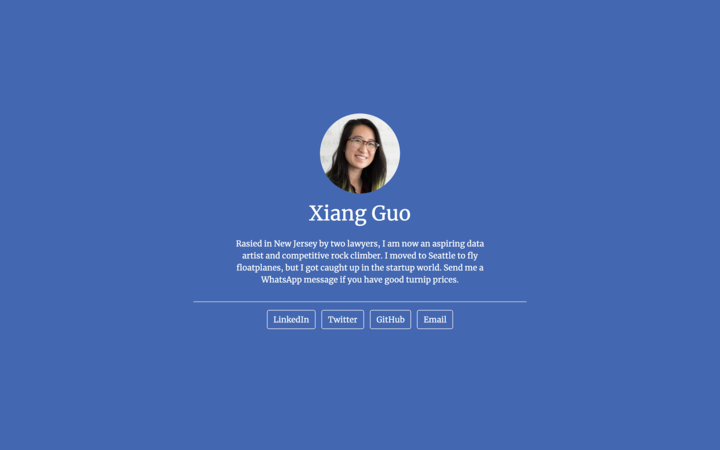 Xiang Guo
Rasied in New Jersey by two lawyers, I am now an aspiring data
artist and competitive rock climber. I moved to Seattle to fly
floatplanes, but I got caught up in the startup world. Send me a
WhatsApp message if you have good turnip prices.
LinkedIn Twitter GitHub Email